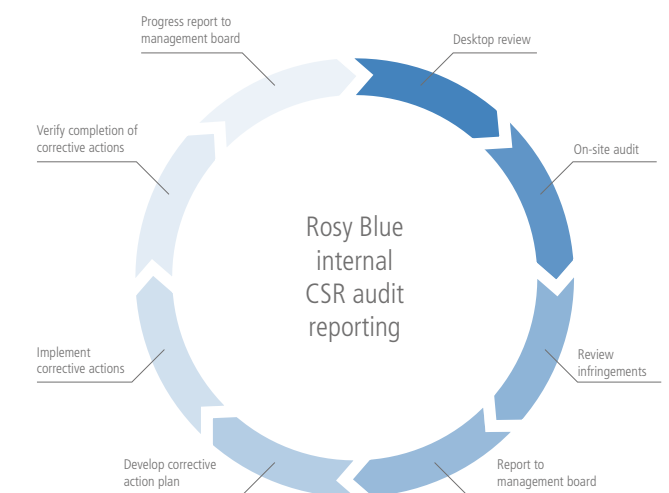 Progress report to
management board
Desktop review
Verify completion of
corrective actions
On-site audit
Rosy Blue
internal
CSR audit
reporting
Implement
corrective actions
Review
infringements
Develop corrective
action plan
Report to
management board